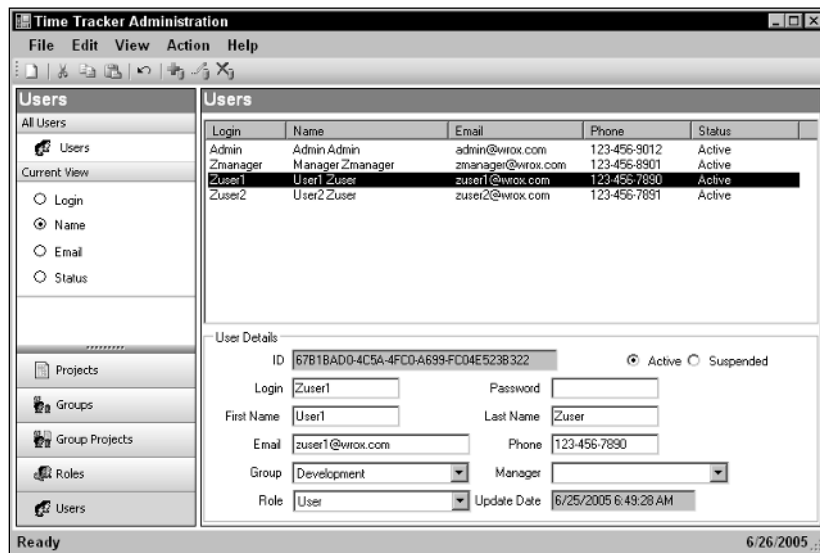 Time Tracker Administration
File Edit View Action Help
Users
All Users
Users
Current View
Login
Name
Email
Status
Projects
Groups
Group Projects
Roles
Users
Users
Login Name Email Phone Status
Admin Admin Admin admin@wrox.com 123-456-9012 Active
Zmanager Manager Zmanager zmanager@wrox.com 123-456-8901 Active
Zuser1 User1 Zuser zuser1@wrox.com 123-456-7890 Active
Zuser2 User2 Zuser zuser2@wrox.com 123-456-7891 Active
User Details
ID 67B1BAD0-4C5A-4FC0-A699-FC04E523B322 Active Suspended
Login Zuser1 Password
First Name User1 Last Name Zuser
Email zuser1@wrox.com Phone 123-456-7890
Group Development Manager
Role User Update Date 6/25/2005 6:49:28 AM
Ready 6/26/2005